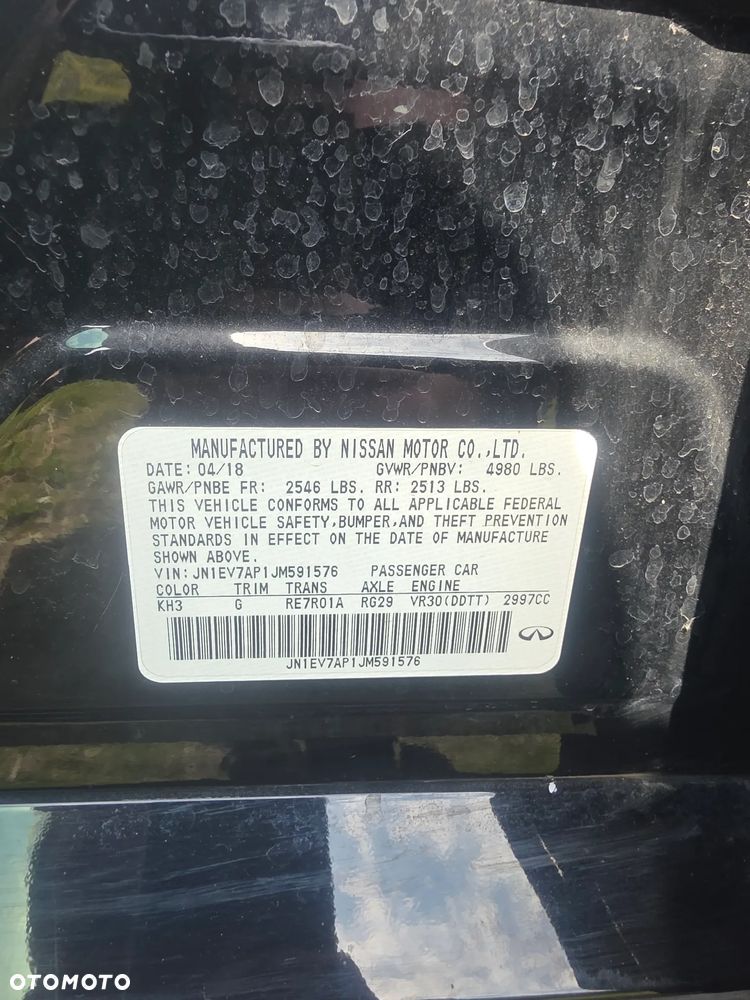 MANUFACTURED BY NISSAN MOTOR CO.,LTD.
DATE: 04/18 GVWR/PNBV: 4980 LBS.
GAWR/PNBE FR: 2546 LBS. RR: 2513 LBS.
THIS VEHICLE CONFORMS TO ALL APPLICABLE FEDERAL
MOTOR VEHICLE SAFETY,BUMPER,AND THEFT PREVENTION
STANDARDS IN EFFECT ON THE DATE OF MANUFACTURE
SHOWN ABOVE.
VIN: JN1EV7AP1JM591576 PASSENGER CAR
COLOR TRIM TRANS AXLE ENGINE
KH3 G RE7R01A RG29 VR30(DDTT) 2997CC
JN1EV7AP1JM591576
OTOMOTO